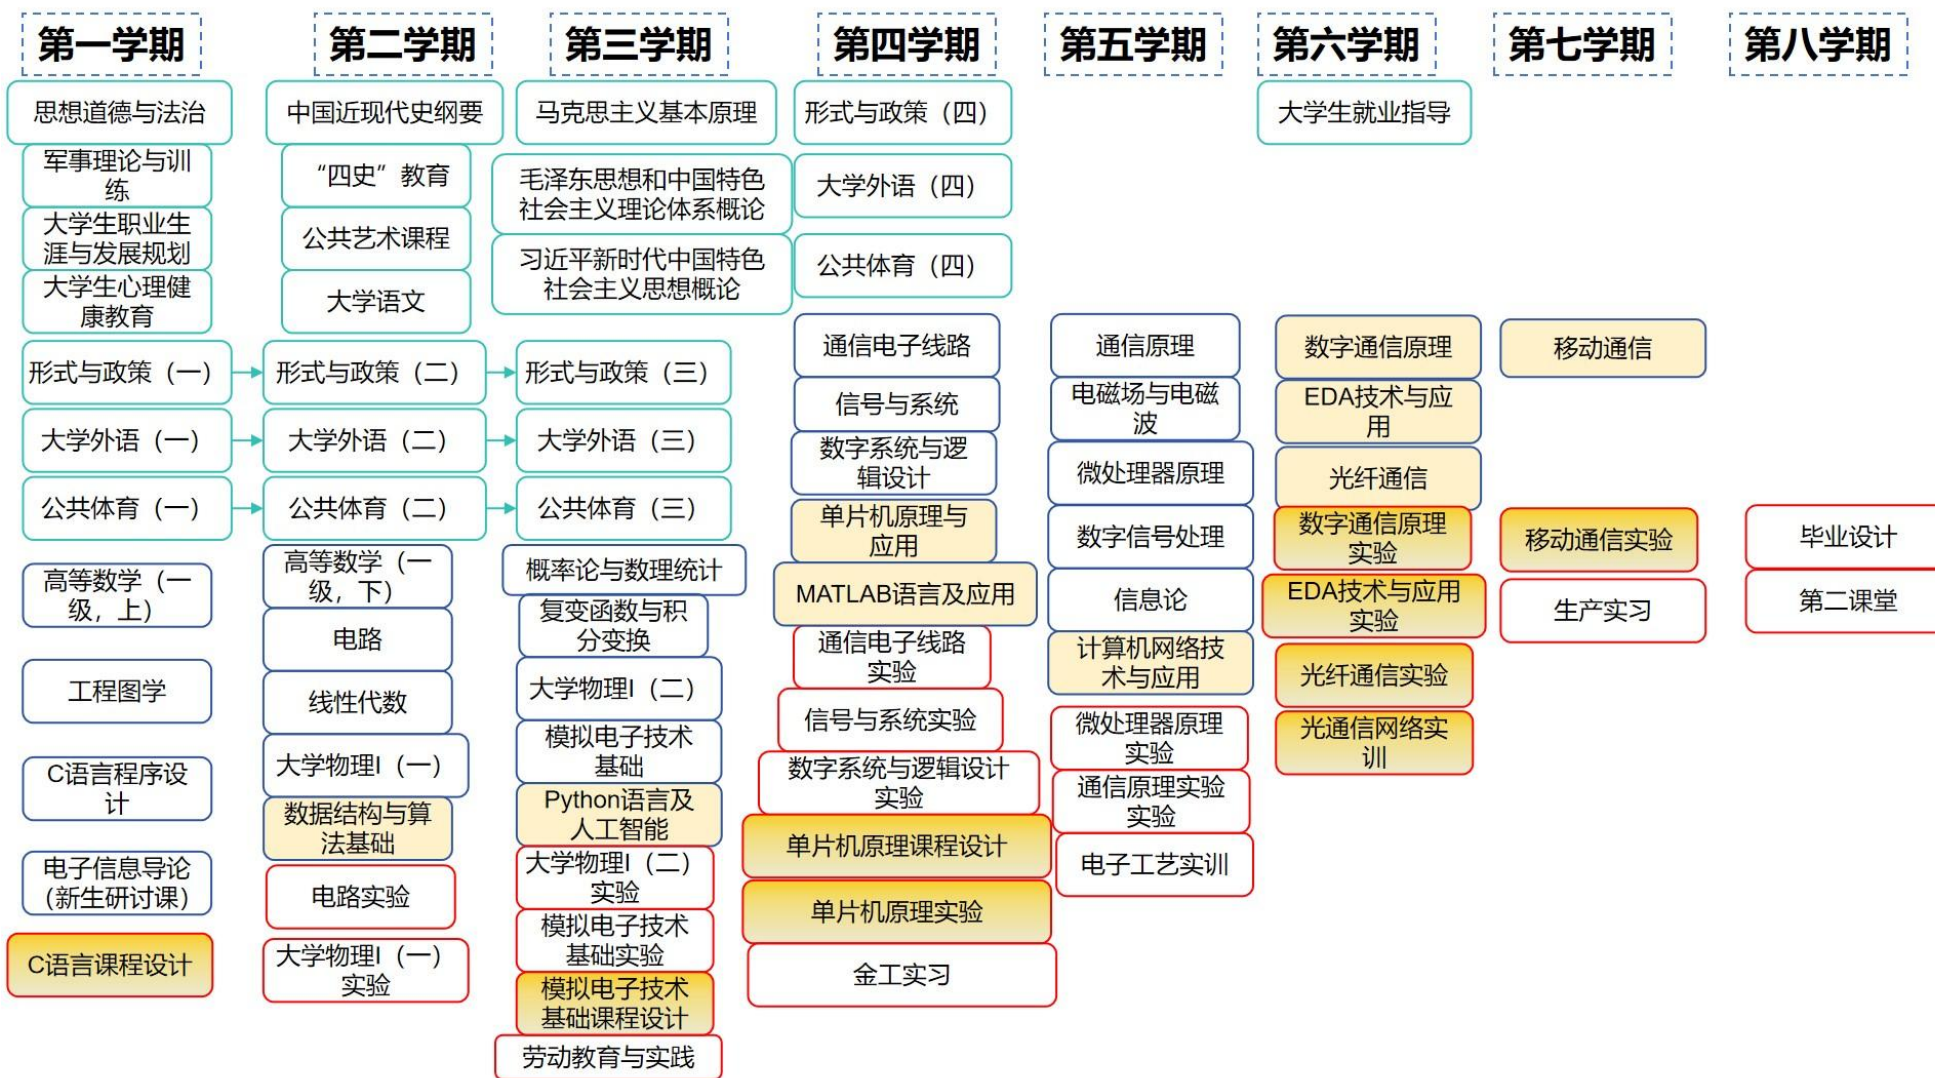 第一学期
第二学期
第三学期
第四学期
第五学期
第六学期
第七学期
第八学期
思想道德与法治
军事理论与训
练
大学生职业生
涯与发展规划
大学生心理健
康教育
形式与政策（一）
大学外语（一）
公共体育（一）
高等数学（一
级，上）
工程图学
C语言程序设
计
电子信息导论
（新生研讨课）
C语言课程设计
中国近现代史纲要
“四史”教育
公共艺术课程
大学语文
形式与政策（二）
大学外语（二）
公共体育（二）
高等数学（一
级，下）
电路
线性代数
大学物理I（一）
数据结构与算
法基础
电路实验
大学物理I（一）
实验
马克思主义基本原理
毛泽东思想和中国特色
社会主义理论体系概论
习近平新时代中国特色
社会主义思想概论
形式与政策（三）
大学外语（三）
公共体育（三）
概率论与数理统计
复变函数与积
分变换
大学物理I（二）
模拟电子技术
基础
Python语言及
人工智能
大学物理I（二）
实验
模拟电子技术
基础实验
模拟电子技术
基础课程设计
劳动教育与实践
形式与政策（四）
大学外语（四）
公共体育（四）
通信电子线路
信号与系统
数字系统与逻
辑设计
单片机原理与
应用
MATLAB语言及应用
通信电子线路
实验
信号与系统实验
数字系统与逻辑设计
实验
单片机原理课程设计
单片机原理实验
金工实习
通信原理
电磁场与电磁
波
微处理器原理
数字信号处理
信息论
计算机网络技
术与应用
微处理器原理
实验
通信原理实验
实验
电子工艺实训
大学生就业指导
数字通信原理
EDA技术与应
用
光纤通信
数字通信原理
实验
EDA技术与应用
实验
光纤通信实验
光通信网络实
训
移动通信
移动通信实验
生产实习
毕业设计
第二课堂